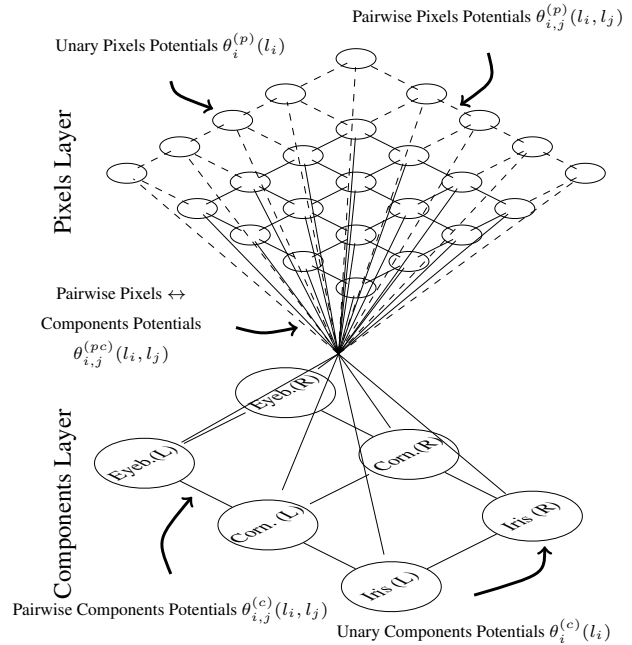 Pairwise Pixels Potentials θ_{i,j}^{(p)}(l_i, l_j)
Unary Pixels Potentials θ_i^{(p)}(l_i)
Pixels Layer
Pairwise Pixels ↔
Components Potentials
θ_{i,j}^{(pc)}(l_i, l_j)
Components Layer
Eyeb.(R)
Eyeb.(L)
Corn.(R)
Corn. (L)
Iris (R)
Iris (L)
Pairwise Components Potentials θ_{i,j}^{(c)}(l_i, l_j)
Unary Components Potentials θ_i^{(c)}(l_i)